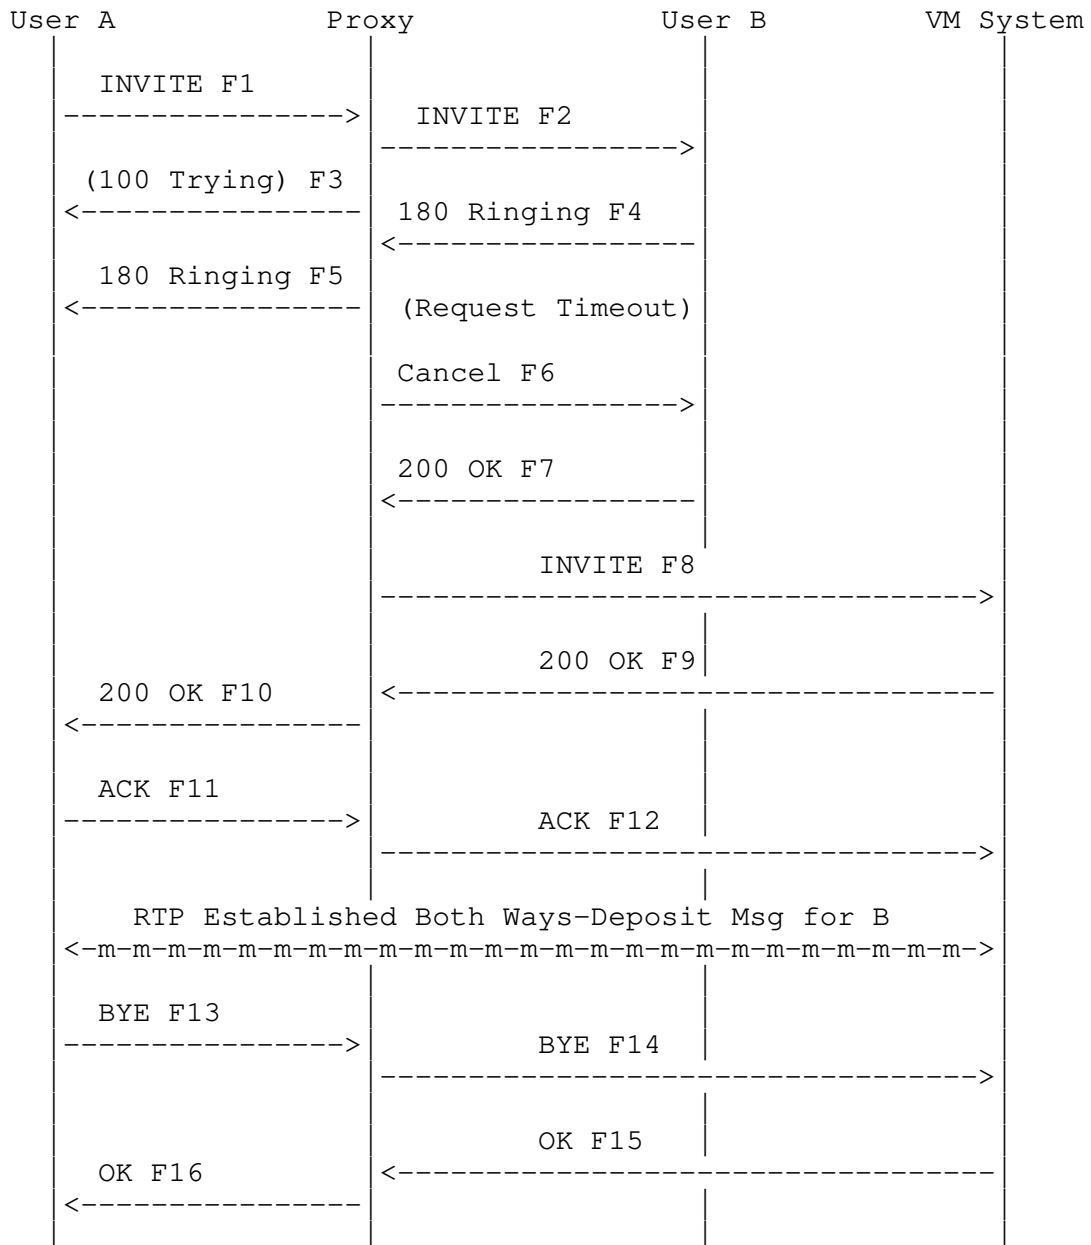 User A Proxy User B VM System
INVITE F1
INVITE F2
(100 Trying) F3
180 Ringing F4
180 Ringing F5
(Request Timeout)
Cancel F6
200 OK F7
INVITE F8
200 OK F9
200 OK F10
ACK F11
ACK F12
RTP Established Both Ways-Deposit Msg for B
<-m-m-m-m-m-m-m-m-m-m-m-m-m-m-m-m-m-m-m-m-m-m-m-m-m->
BYE F13
BYE F14
OK F15
OK F16